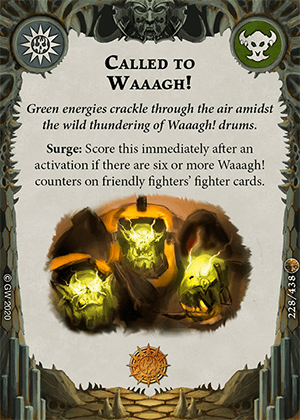 CALLED TO
WAAAGH!
Green energies crackle through the air amidst
the wild thundering of Waaagh! drums.
Surge: Score this immediately after an
activation if there are six or more Waaagh!
counters on friendly fighters' fighter cards.
© GW 2020
228/438